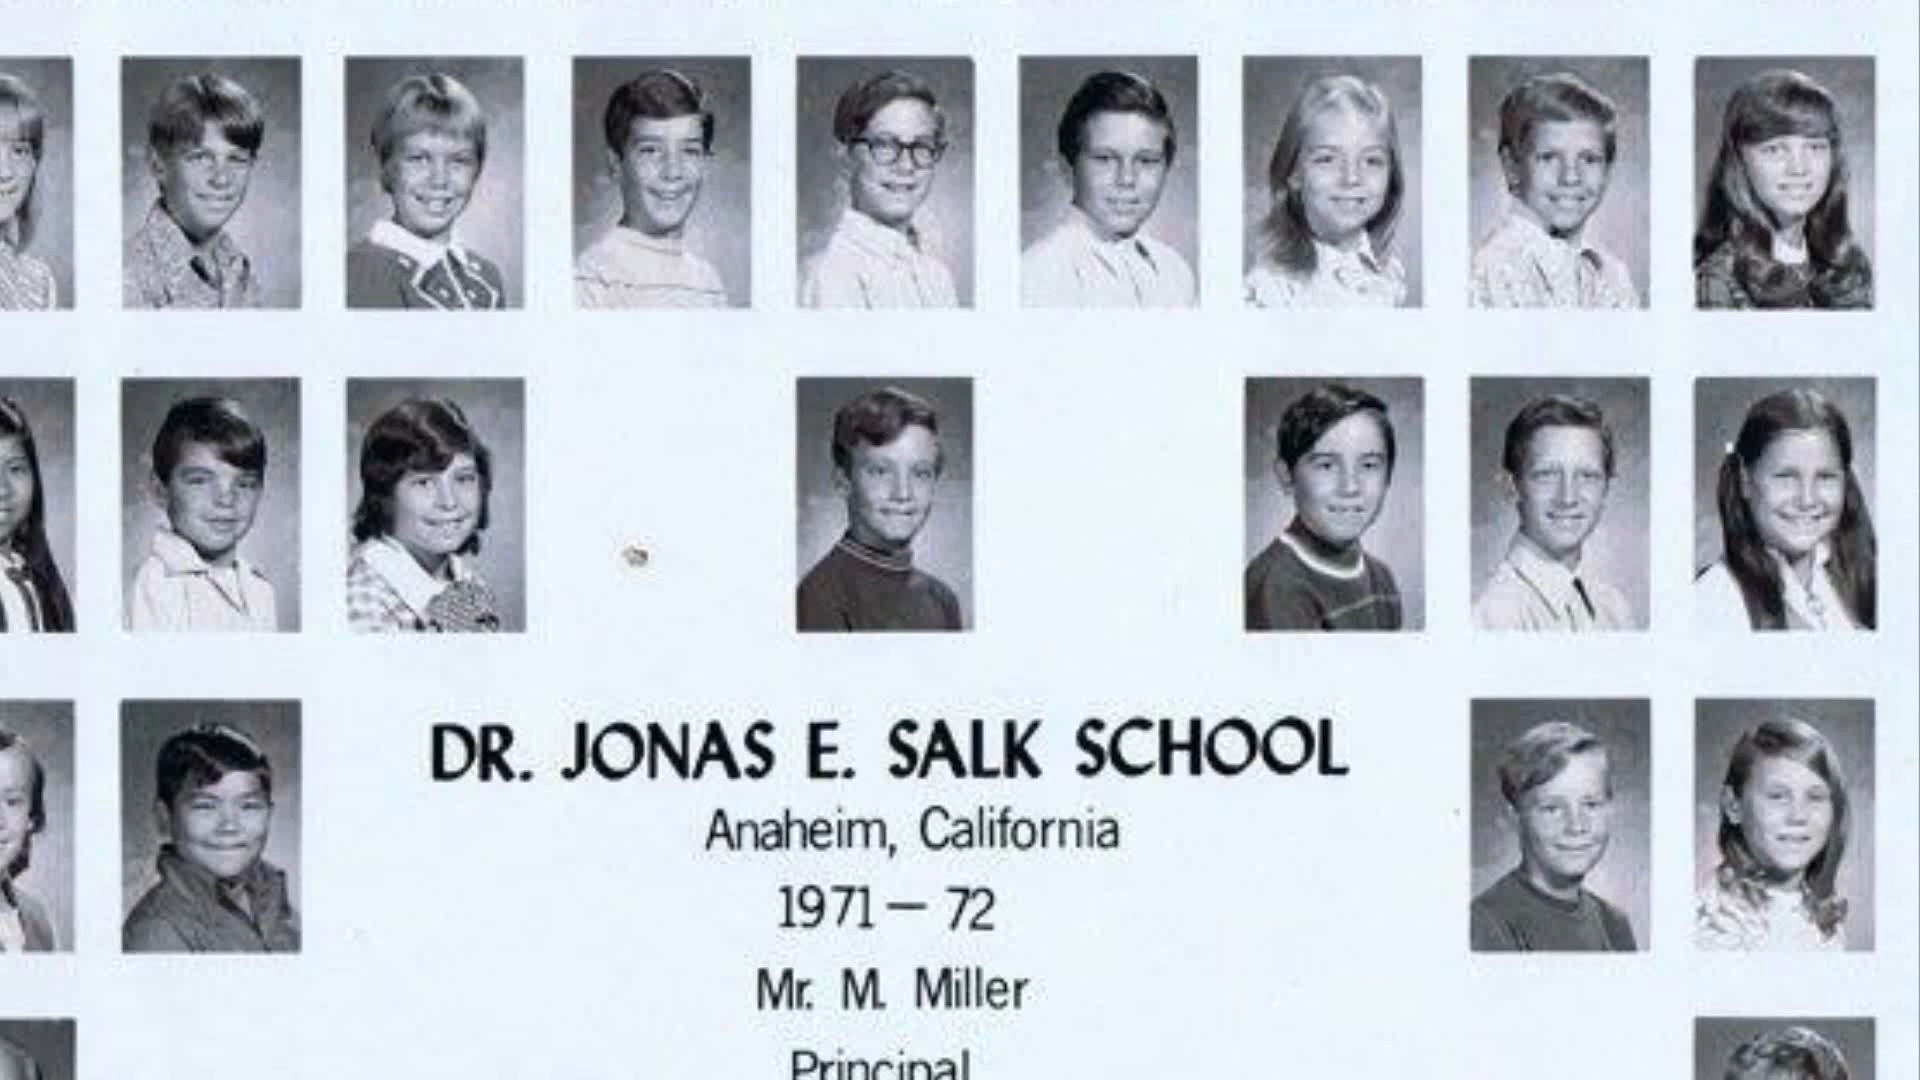 DR. JONAS E. SALK SCHOOL
Anaheim, California
1971 – 72
Mr. M. Miller
Principal